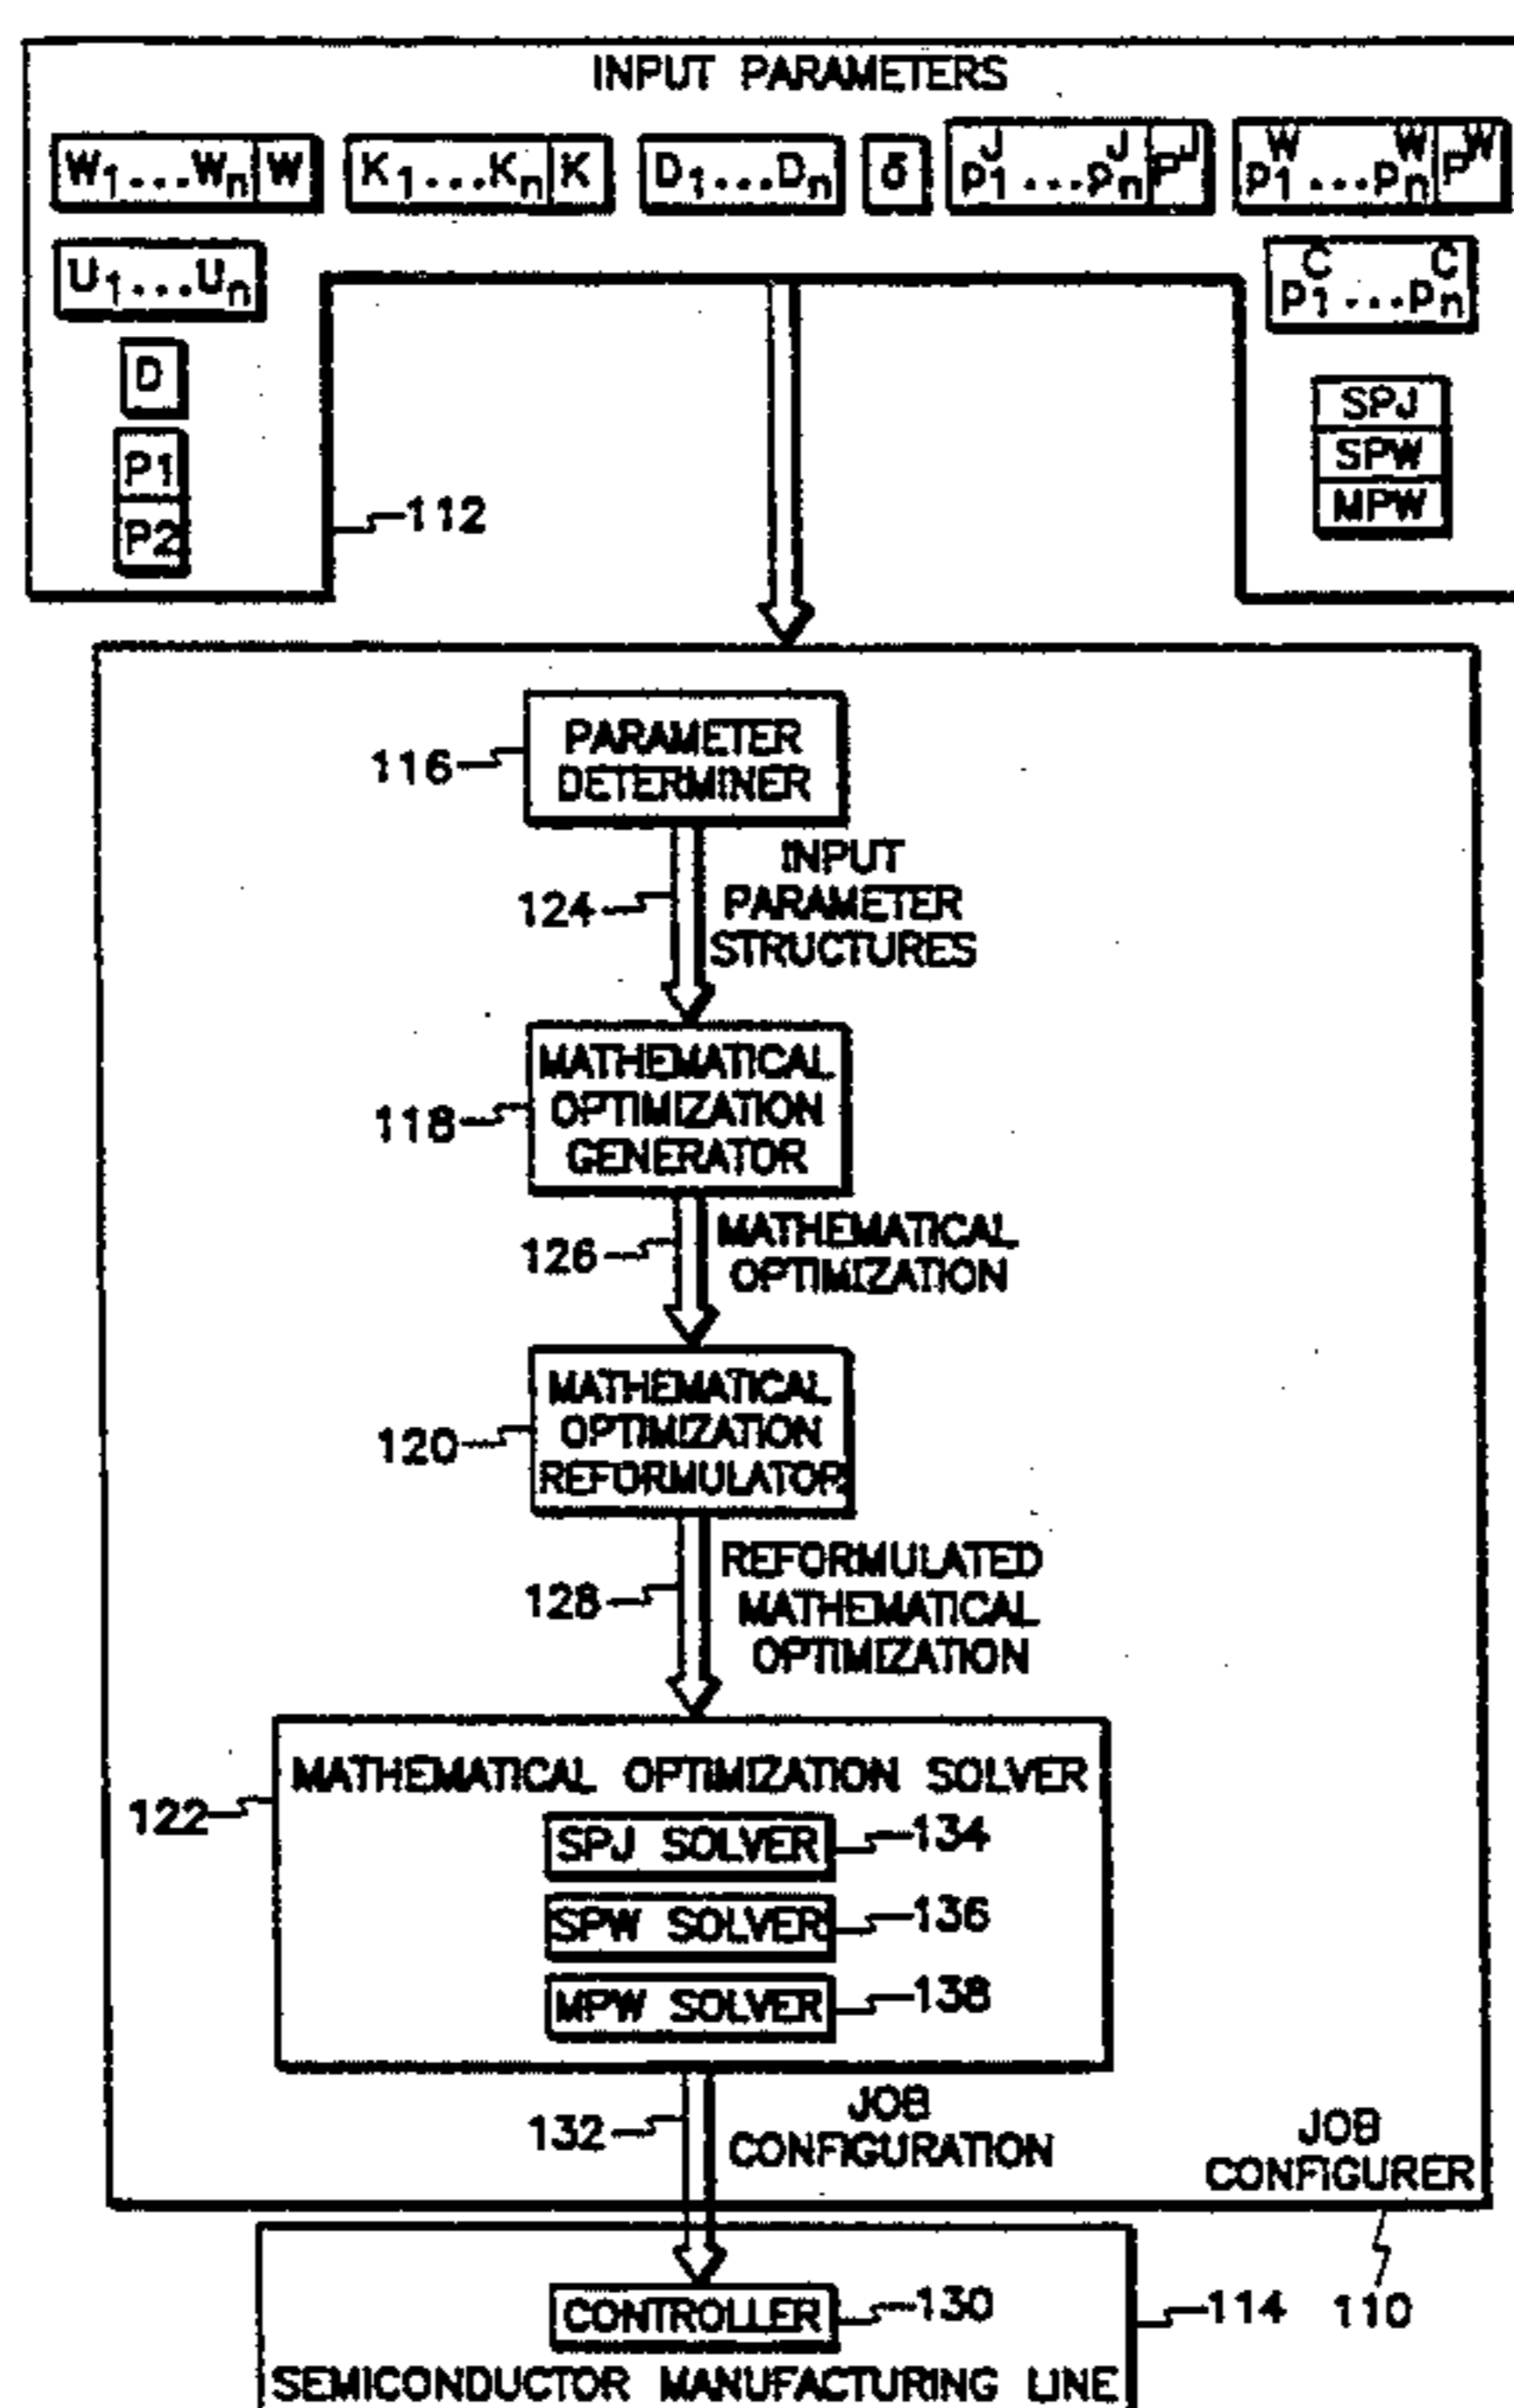 INPUT PARAMETERS
W₁...Wₙ W K₁...Kₙ K D₁...Dₙ δ p₁ᴶ...pₙᴶ Pᴶ p₁ᵂ...pₙᵂ Pᵂ
U₁...Uₙ p₁ᶜ...pₙᶜ
D
SPJ
P1
SPW
P2
MPW
112
116
PARAMETER
DETERMINER
124
INPUT
PARAMETER
STRUCTURES
118
MATHEMATICAL
OPTIMIZATION
GENERATOR
126
MATHEMATICAL
OPTIMIZATION
120
MATHEMATICAL
OPTIMIZATION
REFORMULATOR
128
REFORMULATED
MATHEMATICAL
OPTIMIZATION
122
MATHEMATICAL OPTIMIZATION SOLVER
SPJ SOLVER 134
SPW SOLVER 136
MPW SOLVER 138
132
JOB
CONFIGURATION
JOB
CONFIGURER
110
CONTROLLER 130
114
SEMICONDUCTOR MANUFACTURING LINE